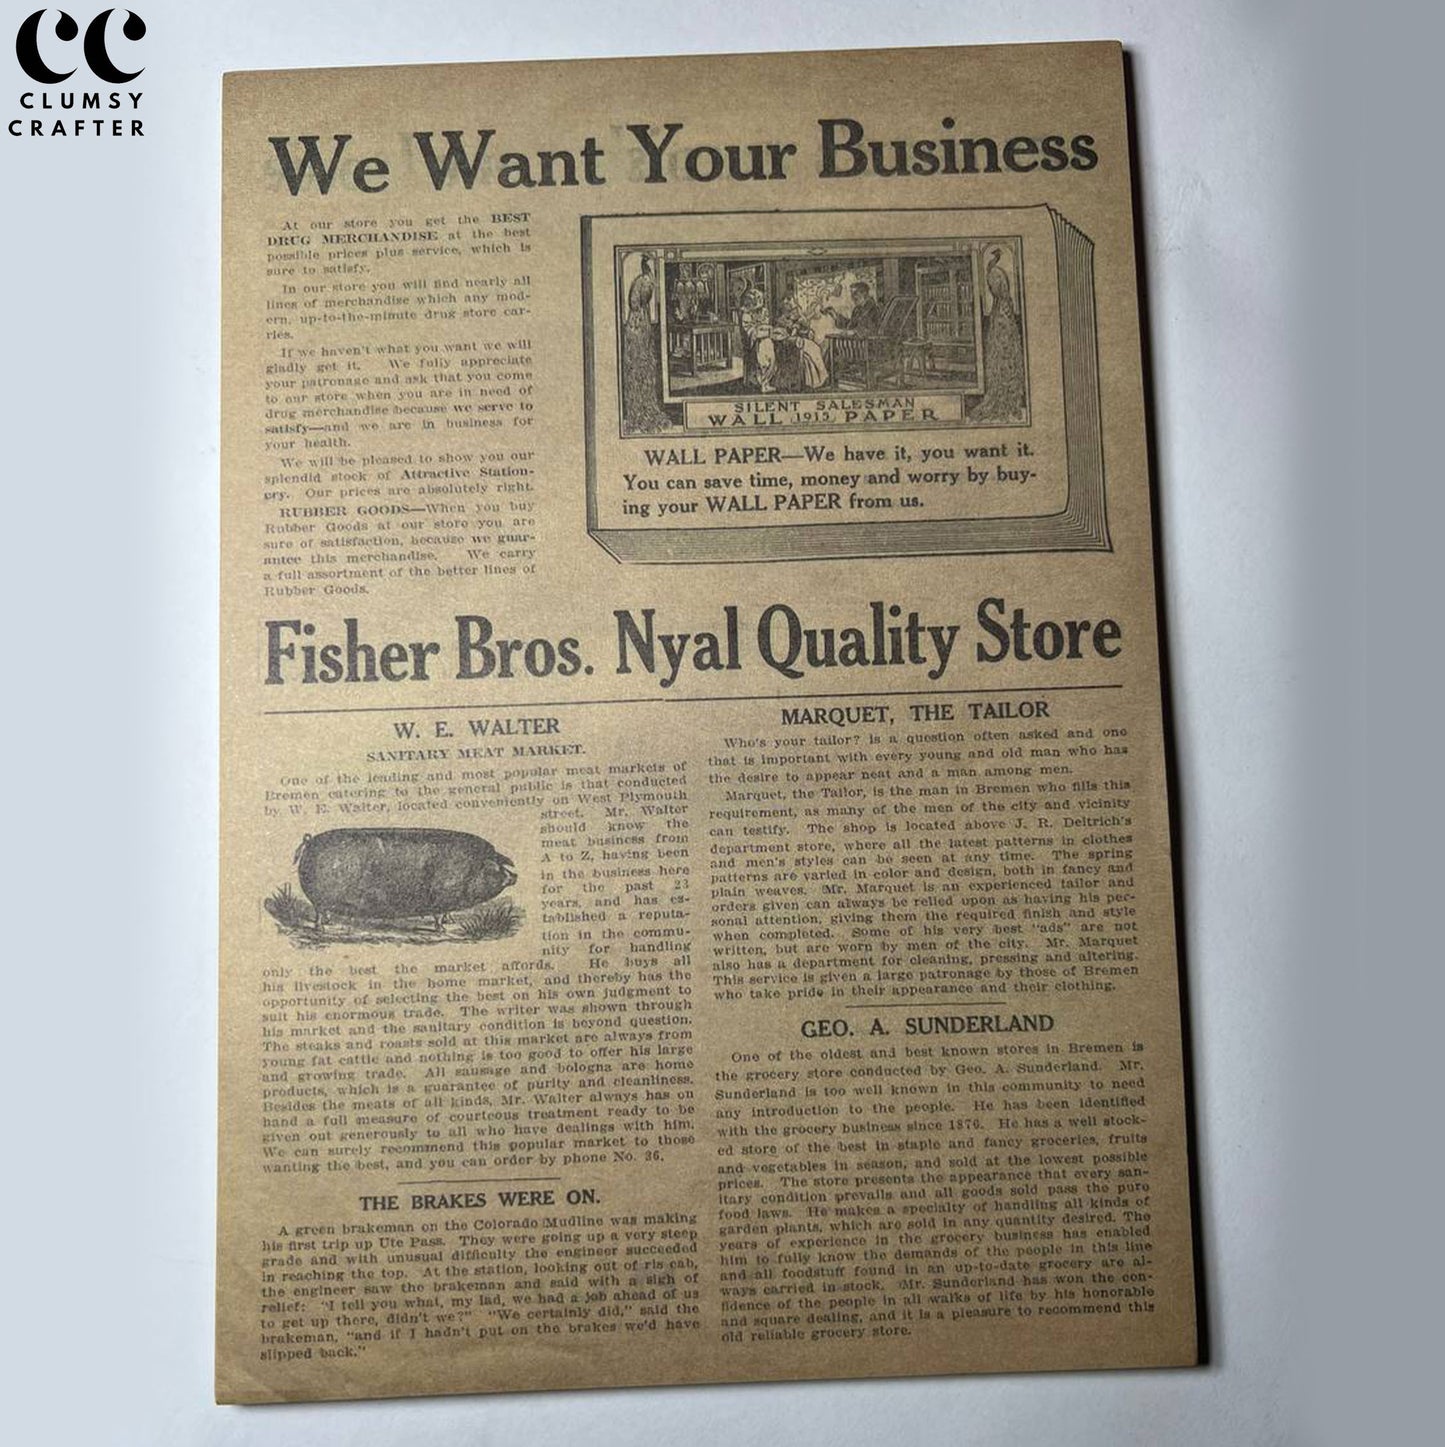 CC
CLUMSY
CRAFTER
We Want Your Business
At our store you get the BEST
DRUG MERCHANDISE at the best
possible prices plus service, which is
sure to satisfy.
In our store you will find nearly all
lines of merchandise which any mod-
ern, up-to-the-minute drug store car-
ries.
If we haven't what you want we will
gladly get it. We fully appreciate
your patronage and ask that you come
to our store when you are in need of
drug merchandise because we serve to
satisfy—and we are in business for
your health.
We will be pleased to show you our
splendid stock of Attractive Station-
ery. Our prices are absolutely right.
RUBBER GOODS—When you buy
Rubber Goods at our store you are
sure of satisfaction, because we guar-
antee this merchandise. We carry
a full assortment of the better lines of
Rubber Goods.
SILENT SALESMAN
WALL 1915 PAPER
WALL PAPER—We have it, you want it.
You can save time, money and worry by buy-
ing your WALL PAPER from us.
Fisher Bros. Nyal Quality Store
W. E. WALTER
SANITARY MEAT MARKET.
One of the leading and most popular meat markets of
Bremen catering to the general public is that conducted
by W. E. Walter, located conveniently on West Plymouth
street. Mr. Walter
should know the
meat business from
A to Z, having been
in the business here
for the past 23
years, and has es-
tablished a reputa-
tion in the commu-
nity for handling
only the best the market affords. He buys all
his livestock in the home market, and thereby has the
opportunity of selecting the best on his own judgment to
suit his enormous trade. The writer was shown through
his market and the sanitary condition is beyond question.
The steaks and roasts sold at this market are always from
young fat cattle and nothing is too good to offer his large
and growing trade. All sausage and bologna are home
products, which is a guarantee of purity and cleanliness.
Besides the meats of all kinds, Mr. Walter always has on
hand a full measure of courteous treatment ready to be
given out generously to all who have dealings with him.
We can surely recommend this popular market to those
wanting the best, and you can order by phone No. 26.
THE BRAKES WERE ON.
A green brakeman on the Colorado Mudline was making
his first trip up Ute Pass. They were going up a very steep
grade and with unusual difficulty the engineer succeeded
in reaching the top. At the station, looking out of ris cab,
the engineer saw the brakeman and said with a sigh of
relief: "I tell you what, my lad, we had a job ahead of us
to get up there, didn't we?" "We certainly did," said the
brakeman, "and if I hadn't put on the brakes we'd have
slipped back."
MARQUET, THE TAILOR
Who's your tailor? is a question often asked and one
that is important with every young and old man who has
the desire to appear neat and a man among men.
Marquet, the Tailor, is the man in Bremen who fills this
requirement, as many of the men of the city and vicinity
can testify. The shop is located above J. R. Deitrich's
department store, where all the latest patterns in clothes
and men's styles can be seen at any time. The spring
patterns are varied in color and design, both in fancy and
plain weaves. Mr. Marquet is an experienced tailor and
orders given can always be relied upon as having his per-
sonal attention, giving them the required finish and style
when completed. Some of his very best "ads" are not
written, but are worn by men of the city. Mr. Marquet
also has a department for cleaning, pressing and altering.
This service is given a large patronage by those of Bremen
who take pride in their appearance and their clothing.
GEO. A. SUNDERLAND
One of the oldest and best known stores in Bremen is
the grocery store conducted by Geo. A. Sunderland. Mr.
Sunderland is too well known in this community to need
any introduction to the people. He has been identified
with the grocery business since 1876. He has a well stock-
ed store of the best in staple and fancy groceries, fruits
and vegetables in season, and sold at the lowest possible
prices. The store presents the appearance that every san-
itary condition prevails and all goods sold pass the pure
food laws. He makes a specialty of handling all kinds of
garden plants, which are sold in any quantity desired. The
years of experience in the grocery business has enabled
him to fully know the demands of the people in this line
and all foodstuff found in an up-to-date grocery are al-
ways carried in stock. Mr. Sunderland has won the con-
fidence of the people in all walks of life by his honorable
and square dealing, and it is a pleasure to recommend this
old reliable grocery store.